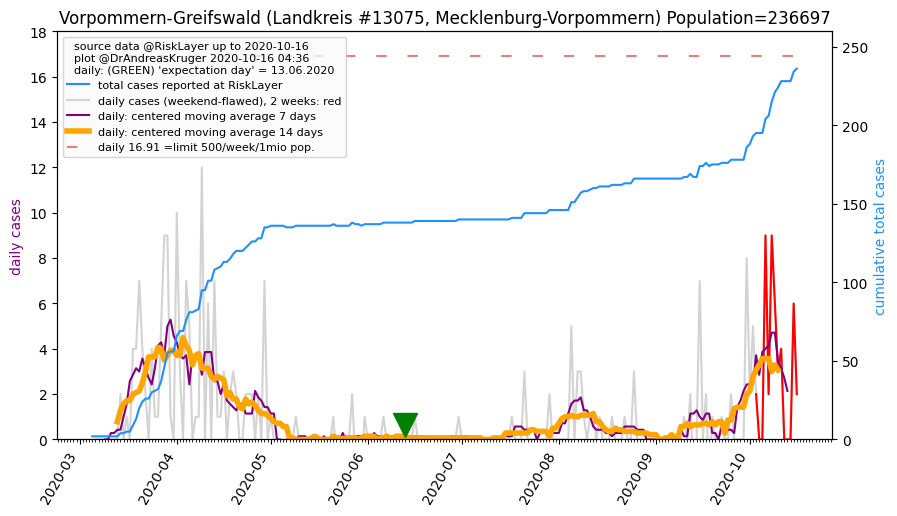 Vorpommern-Greifswald (Landkreis #13075, Mecklenburg-Vorpommern) Population=236697
source data @RiskLayer up to 2020-10-16
plot @DrAndreasKruger 2020-10-16 04:36
daily: (GREEN) 'expectation day' = 13.06.2020
total cases reported at RiskLayer
daily cases (weekend-flawed), 2 weeks: red
daily: centered moving average 7 days
daily: centered moving average 14 days
daily 16.91 =limit 500/week/1mio pop.
daily cases
18
16
14
12
10
8
6
4
2
0
cumulative total cases
250
200
150
100
50
0
2020-03
2020-04
2020-05
2020-06
2020-07
2020-08
2020-09
2020-10